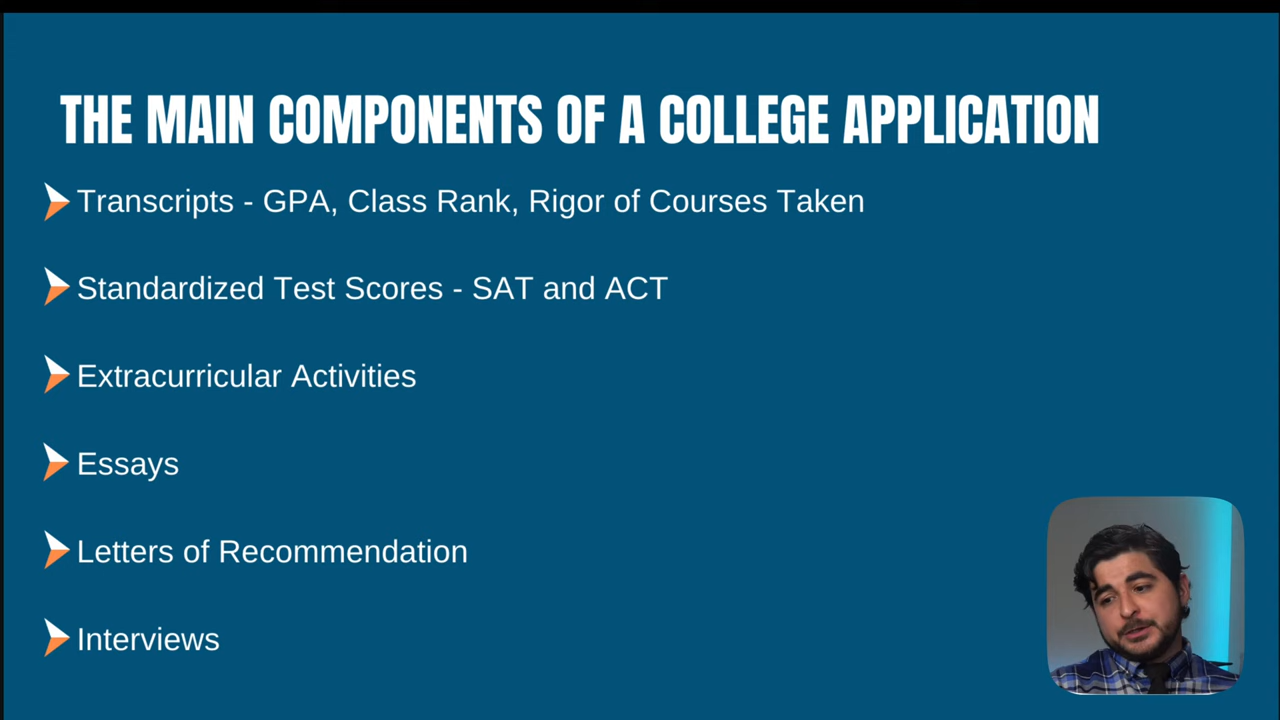 THE MAIN COMPONENTS OF A COLLEGE APPLICATION
Transcripts - GPA, Class Rank, Rigor of Courses Taken
Standardized Test Scores - SAT and ACT
Extracurricular Activities
Essays
Letters of Recommendation
Interviews